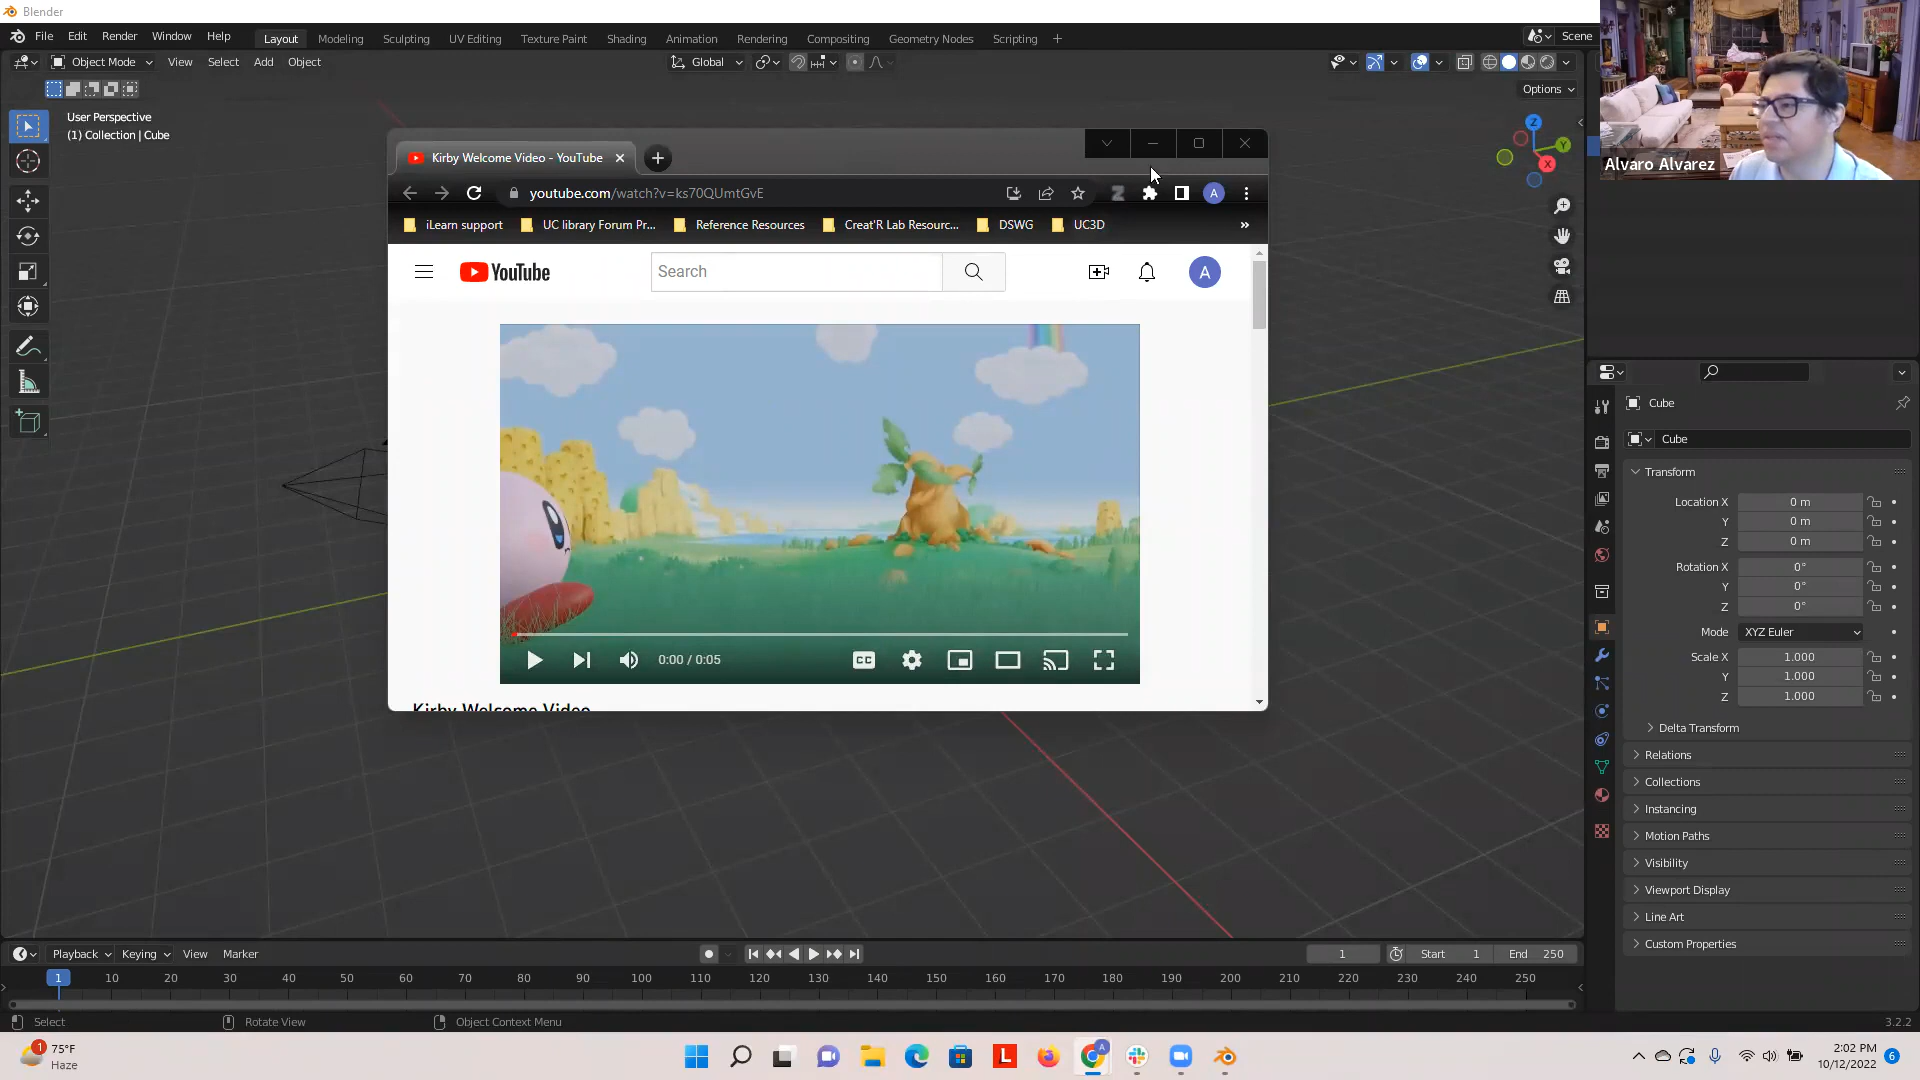 Blender
File Edit Render Window Help
Layout Modeling Sculpting UV Editing Texture Paint Shading Animation Rendering Compositing Geometry Nodes Scripting +
Scene
Object Mode View Select Add Object
Global
Options
User Perspective
(1) Collection | Cube
Z
Y
X
Alvaro Alvarez
Kirby Welcome Video - YouTube
youtube.com/watch?v=ks70QUmtGvE
Z
A
iLearn support UC library Forum Pr... Reference Resources Creat'R Lab Resourc... DSWG UC3D »
YouTube
Search
A
0:00 / 0:05
CC
Kirby Welcome Video
Cube
Cube
Transform
Location X 0 m
Y 0 m
Z 0 m
Rotation X 0°
Y 0°
Z 0°
Mode XYZ Euler
Scale X 1.000
Y 1.000
Z 1.000
Delta Transform
Relations
Collections
Instancing
Motion Paths
Visibility
Viewport Display
Line Art
Custom Properties
Playback Keying View Marker
1 Start 1 End 250
1 10 20 30 40 50 60 70 80 90 100 110 120 130 140 150 160 170 180 190 200 210 220 230 240 250
Select Rotate View Object Context Menu
3.2.2
1
75°F
Haze
L
A
2:02 PM
10/12/2022
6